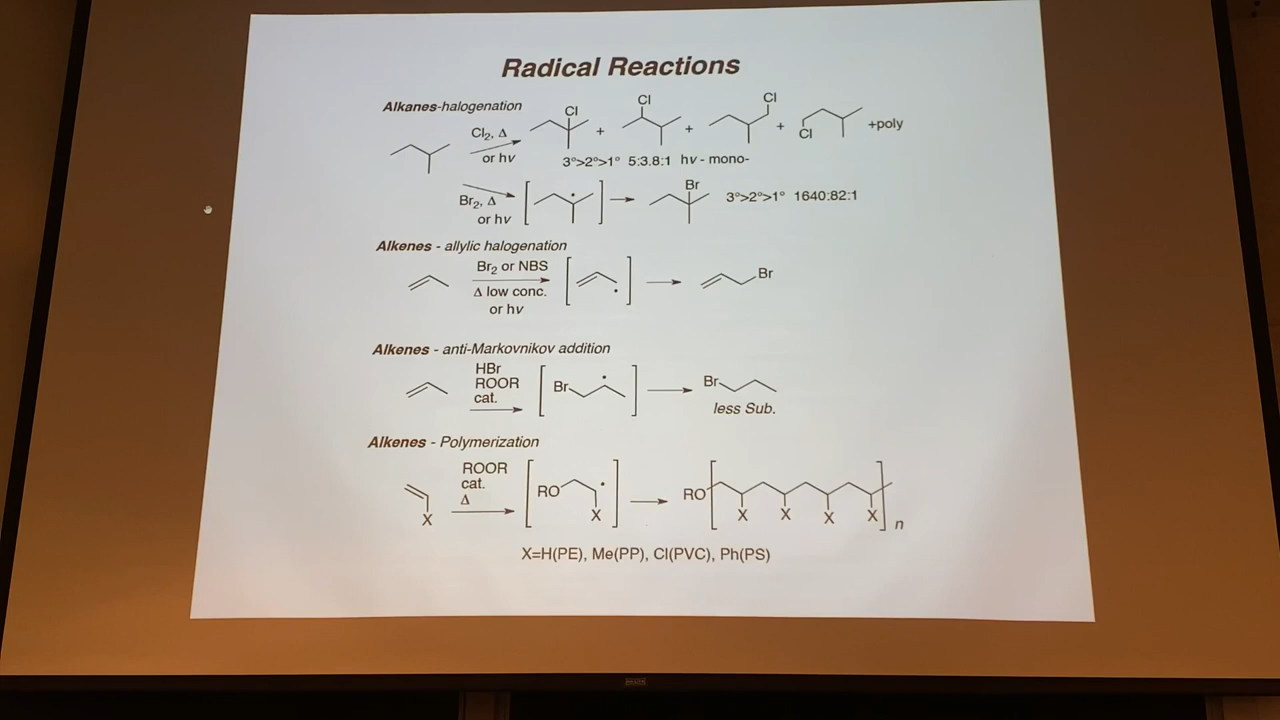 Radical Reactions
Alkanes-halogenation
Cl₂, Δ
or hν
Cl
+
Cl
+
Cl
+
Cl
+poly
3°>2°>1° 5:3.8:1 hν - mono-
Br₂, Δ
or hν
Br
3°>2°>1° 1640:82:1
Alkenes - allylic halogenation
Br₂ or NBS
Δ low conc.
or hν
Br
Alkenes - anti-Markovnikov addition
HBr
ROOR
cat.
Br
Br
less Sub.
Alkenes - Polymerization
X
ROOR
cat.
Δ
RO
X
RO
X X X X
n
X=H(PE), Me(PP), Cl(PVC), Ph(PS)